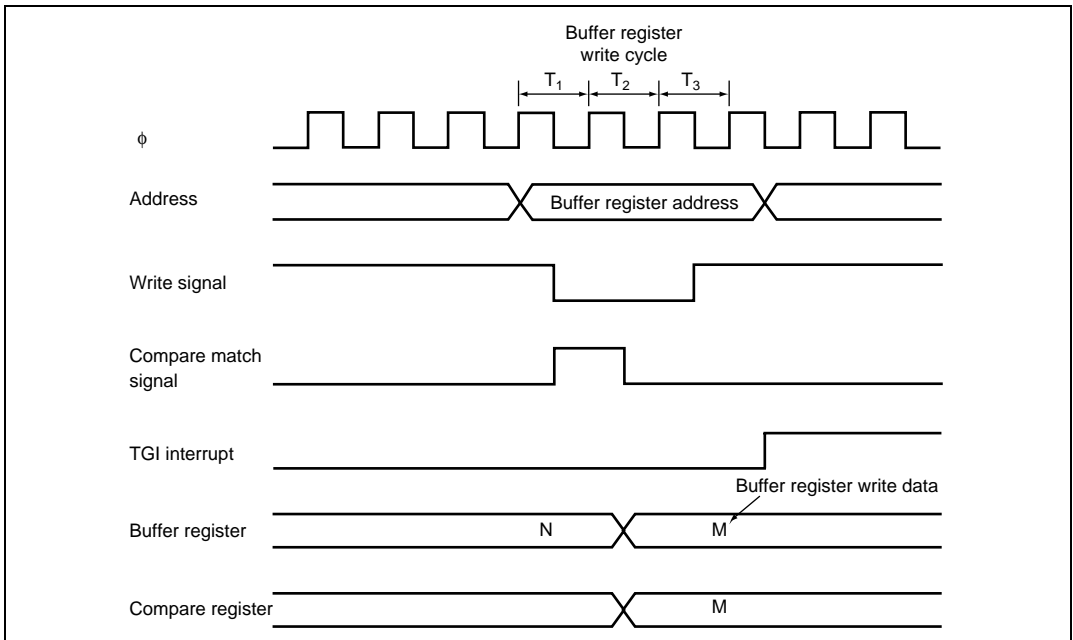 Buffer register
write cycle
T₁ T₂ T₃
ϕ
Address
Buffer register address
Write signal
Compare match
signal
TGI interrupt
Buffer register write data
Buffer register
N M
Compare register
M